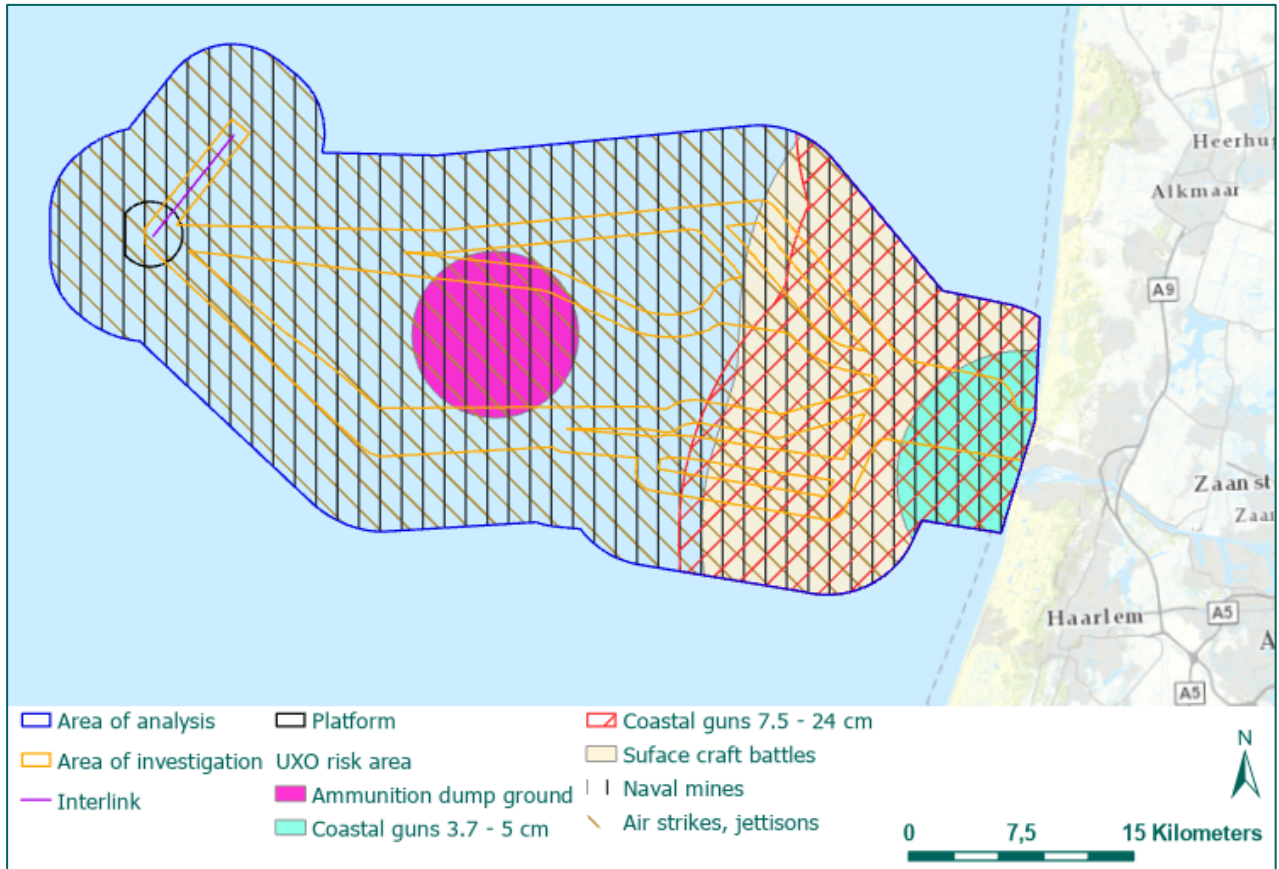 Heerhu
Alkmaar
A9
Zaanst
Zaan
Haarlem
A5
A
A5
Area of analysis
Area of investigation
Interlink
Platform
UXO risk area
Ammunition dump ground
Coastal guns 3.7 - 5 cm
Coastal guns 7.5 - 24 cm
Suface craft battles
Naval mines
Air strikes, jettisons
N
0 7,5 15 Kilometers